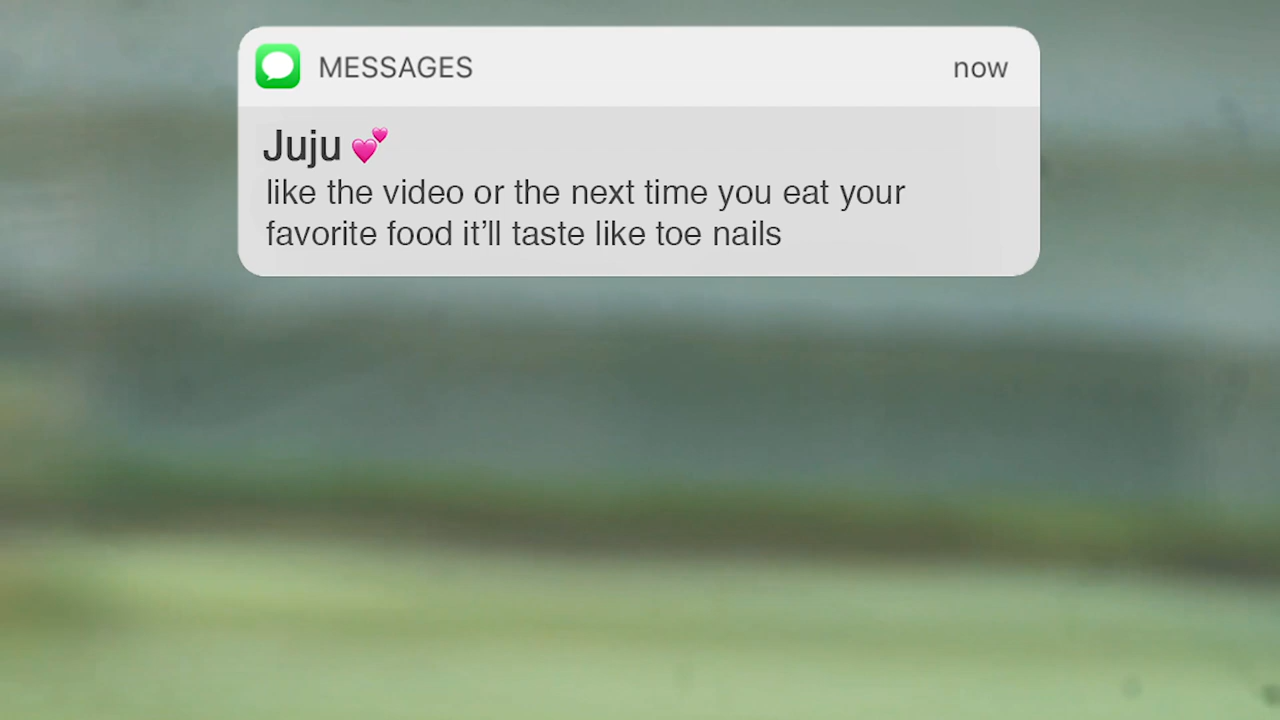 MESSAGES now
Juju 💕
like the video or the next time you eat your
favorite food it’ll taste like toe nails